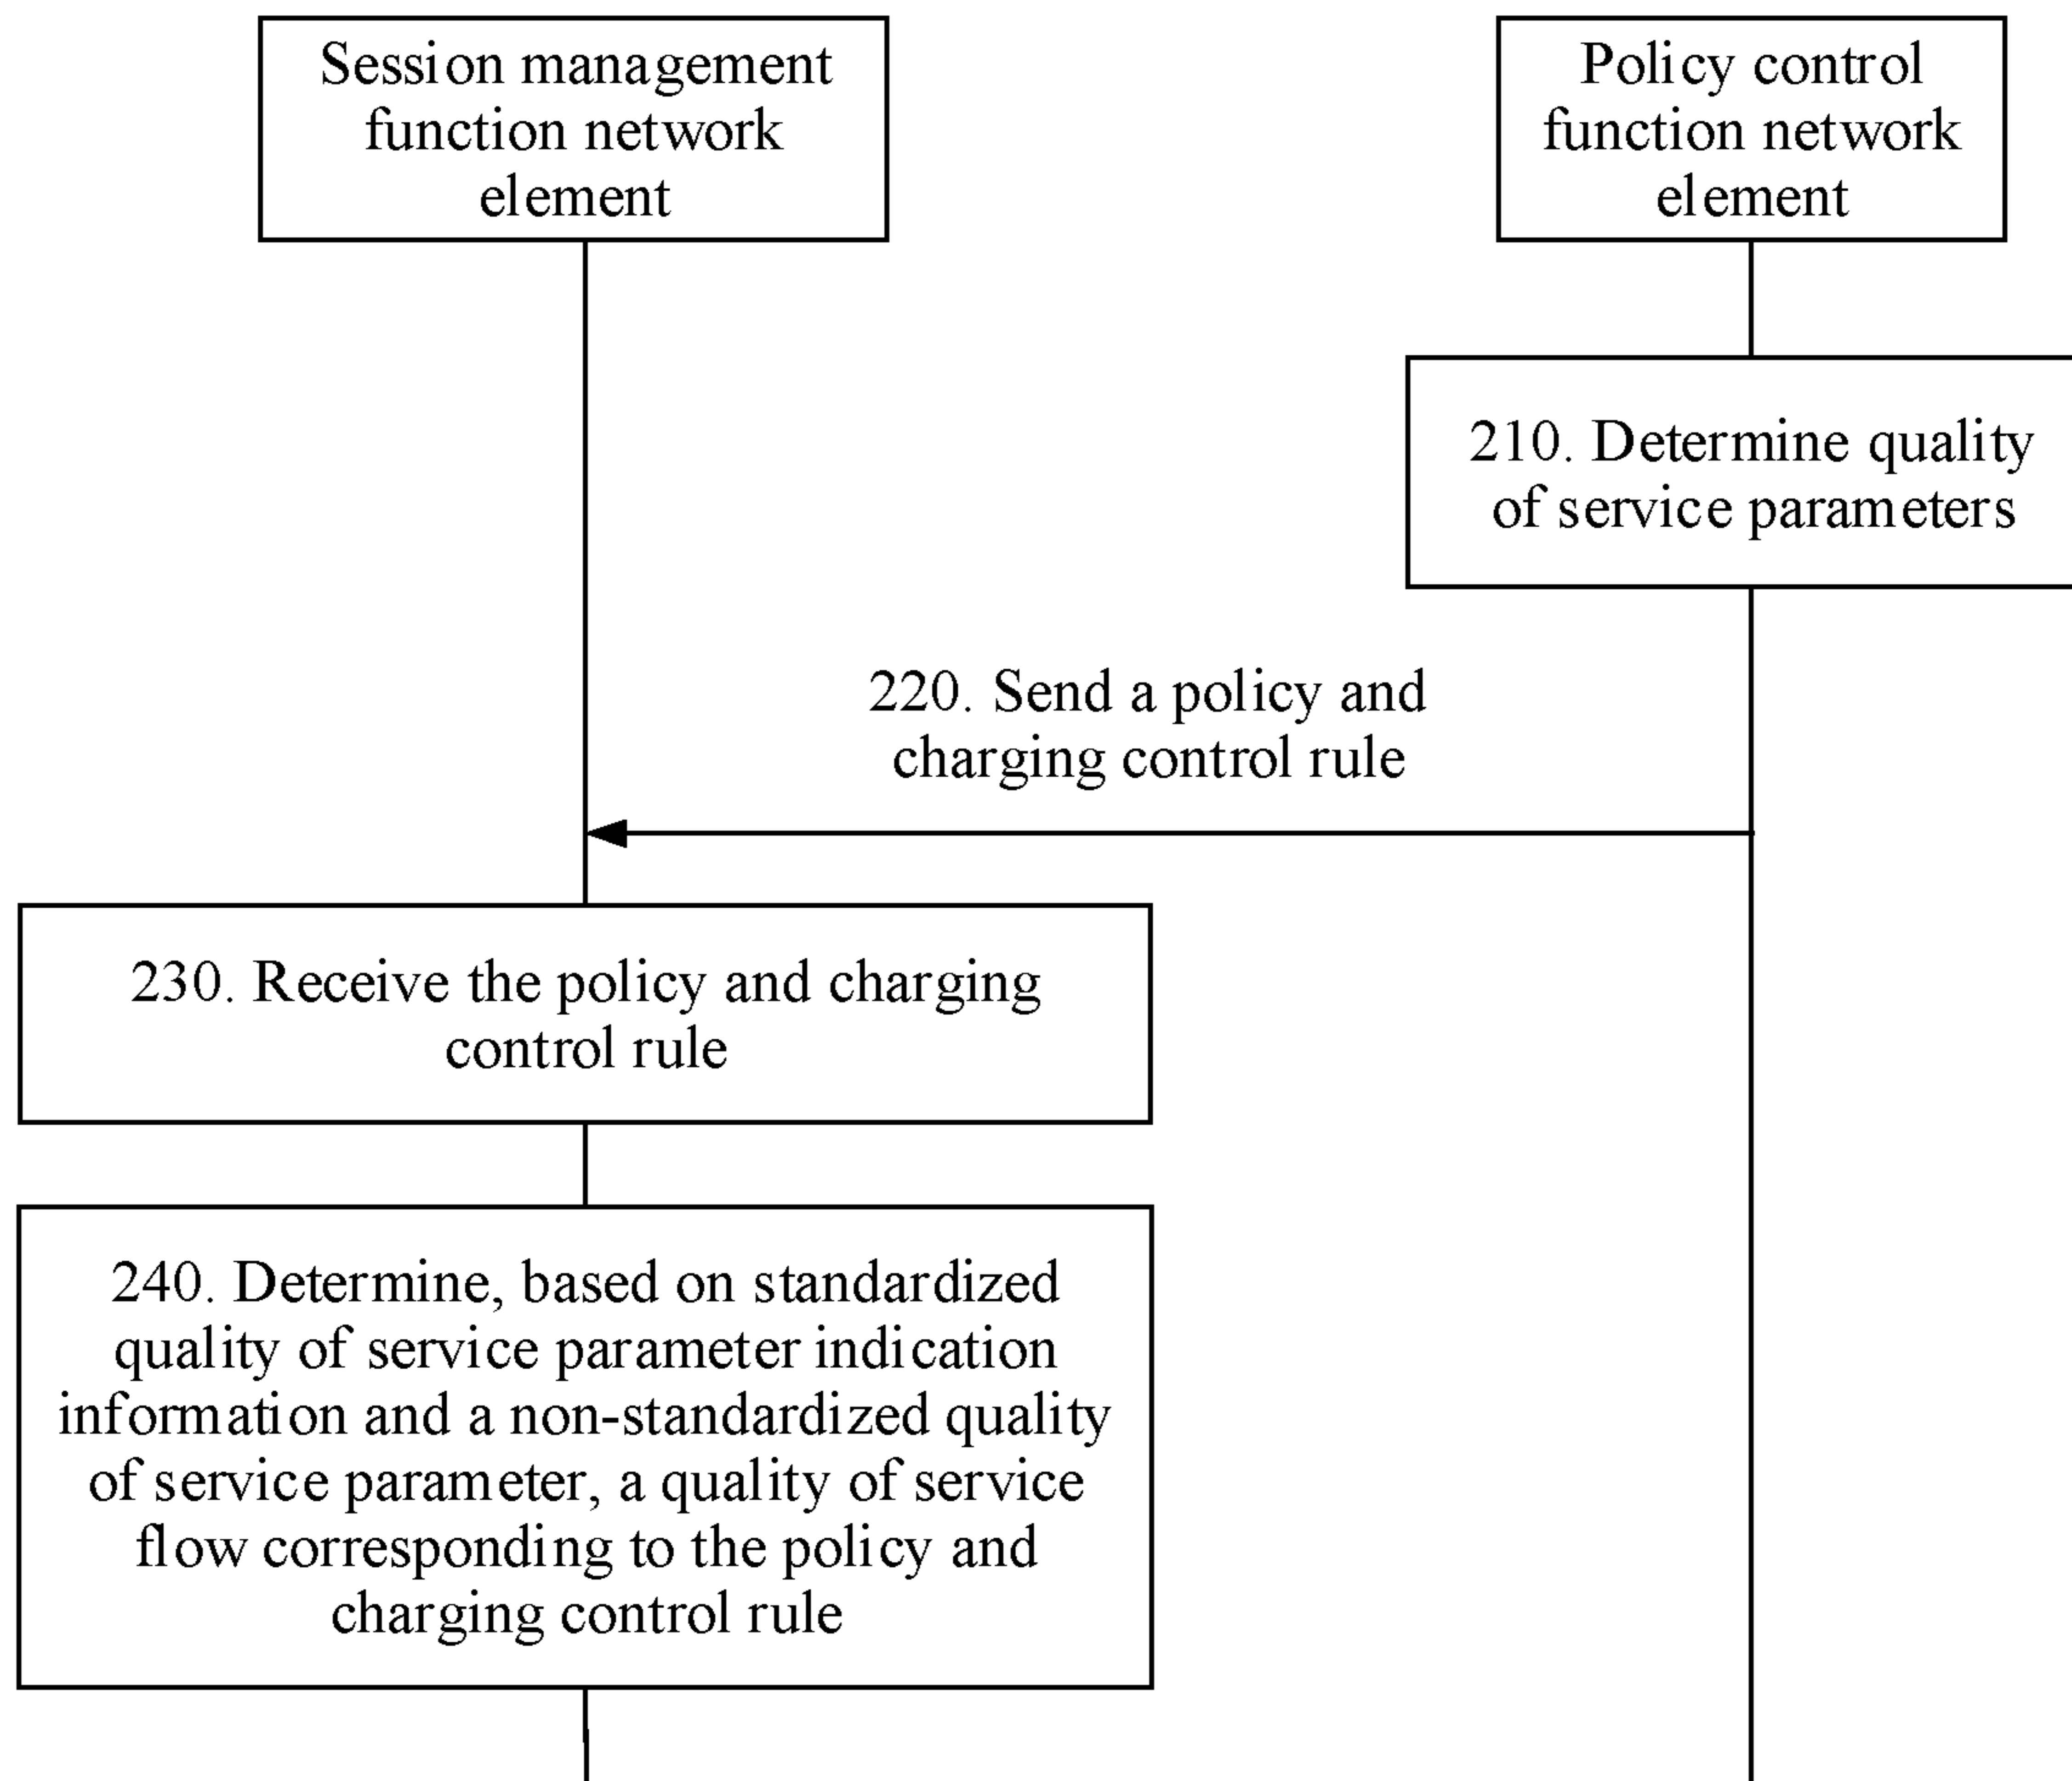 Session management
function network
element
Policy control
function network
element
210. Determine quality
of service parameters
220. Send a policy and
charging control rule
230. Receive the policy and charging
control rule
240. Determine, based on standardized
quality of service parameter indication
information and a non-standardized quality
of service parameter, a quality of service
flow corresponding to the policy and
charging control rule